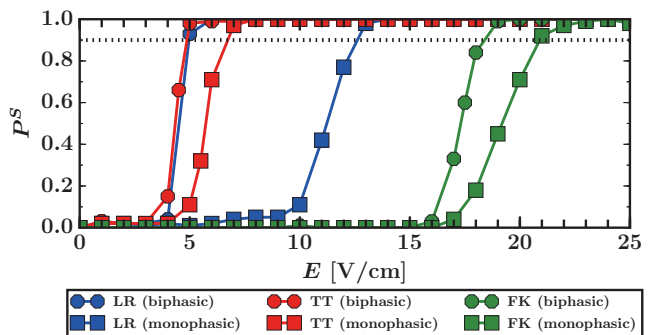 1.0
0.8
0.6
0.4
0.2
0.0
P^S
0 5 10 15 20 25
E [V/cm]
LR (biphasic) TT (biphasic) FK (biphasic)
LR (monophasic) TT (monophasic) FK (monophasic)